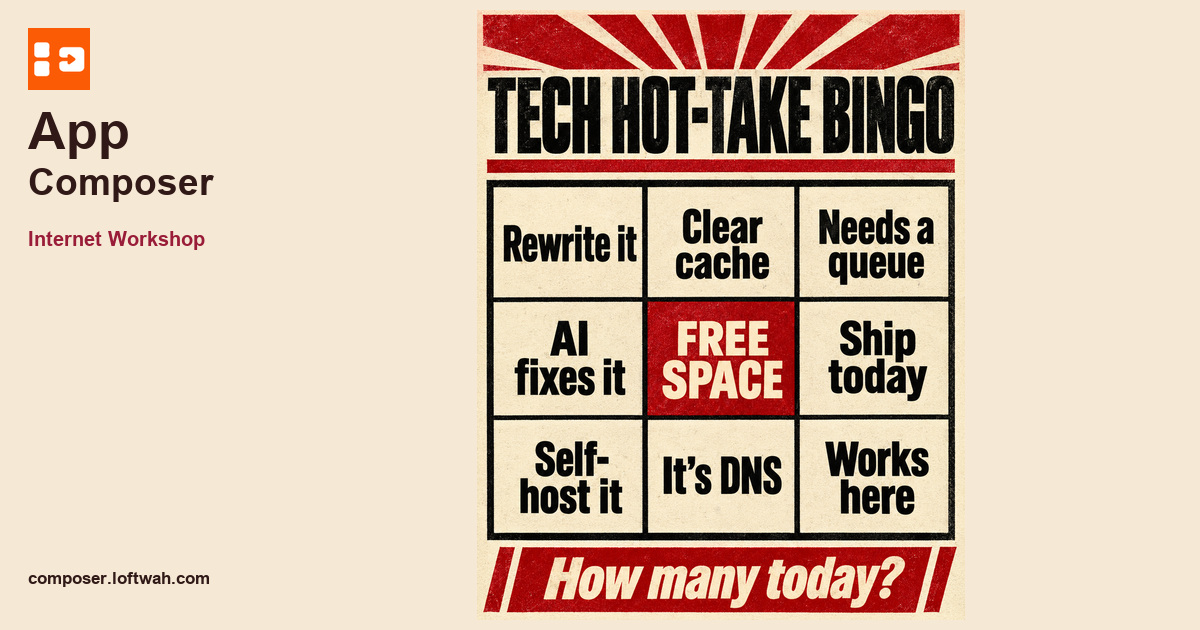 App
Composer
Internet Workshop
composer.loftwah.com
TECH HOT-TAKE BINGO
Rewrite it
Clear
cache
Needs a
queue
AI
fixes it
FREE
SPACE
Ship
today
Self-
host it
It's DNS
Works
here
How many today?